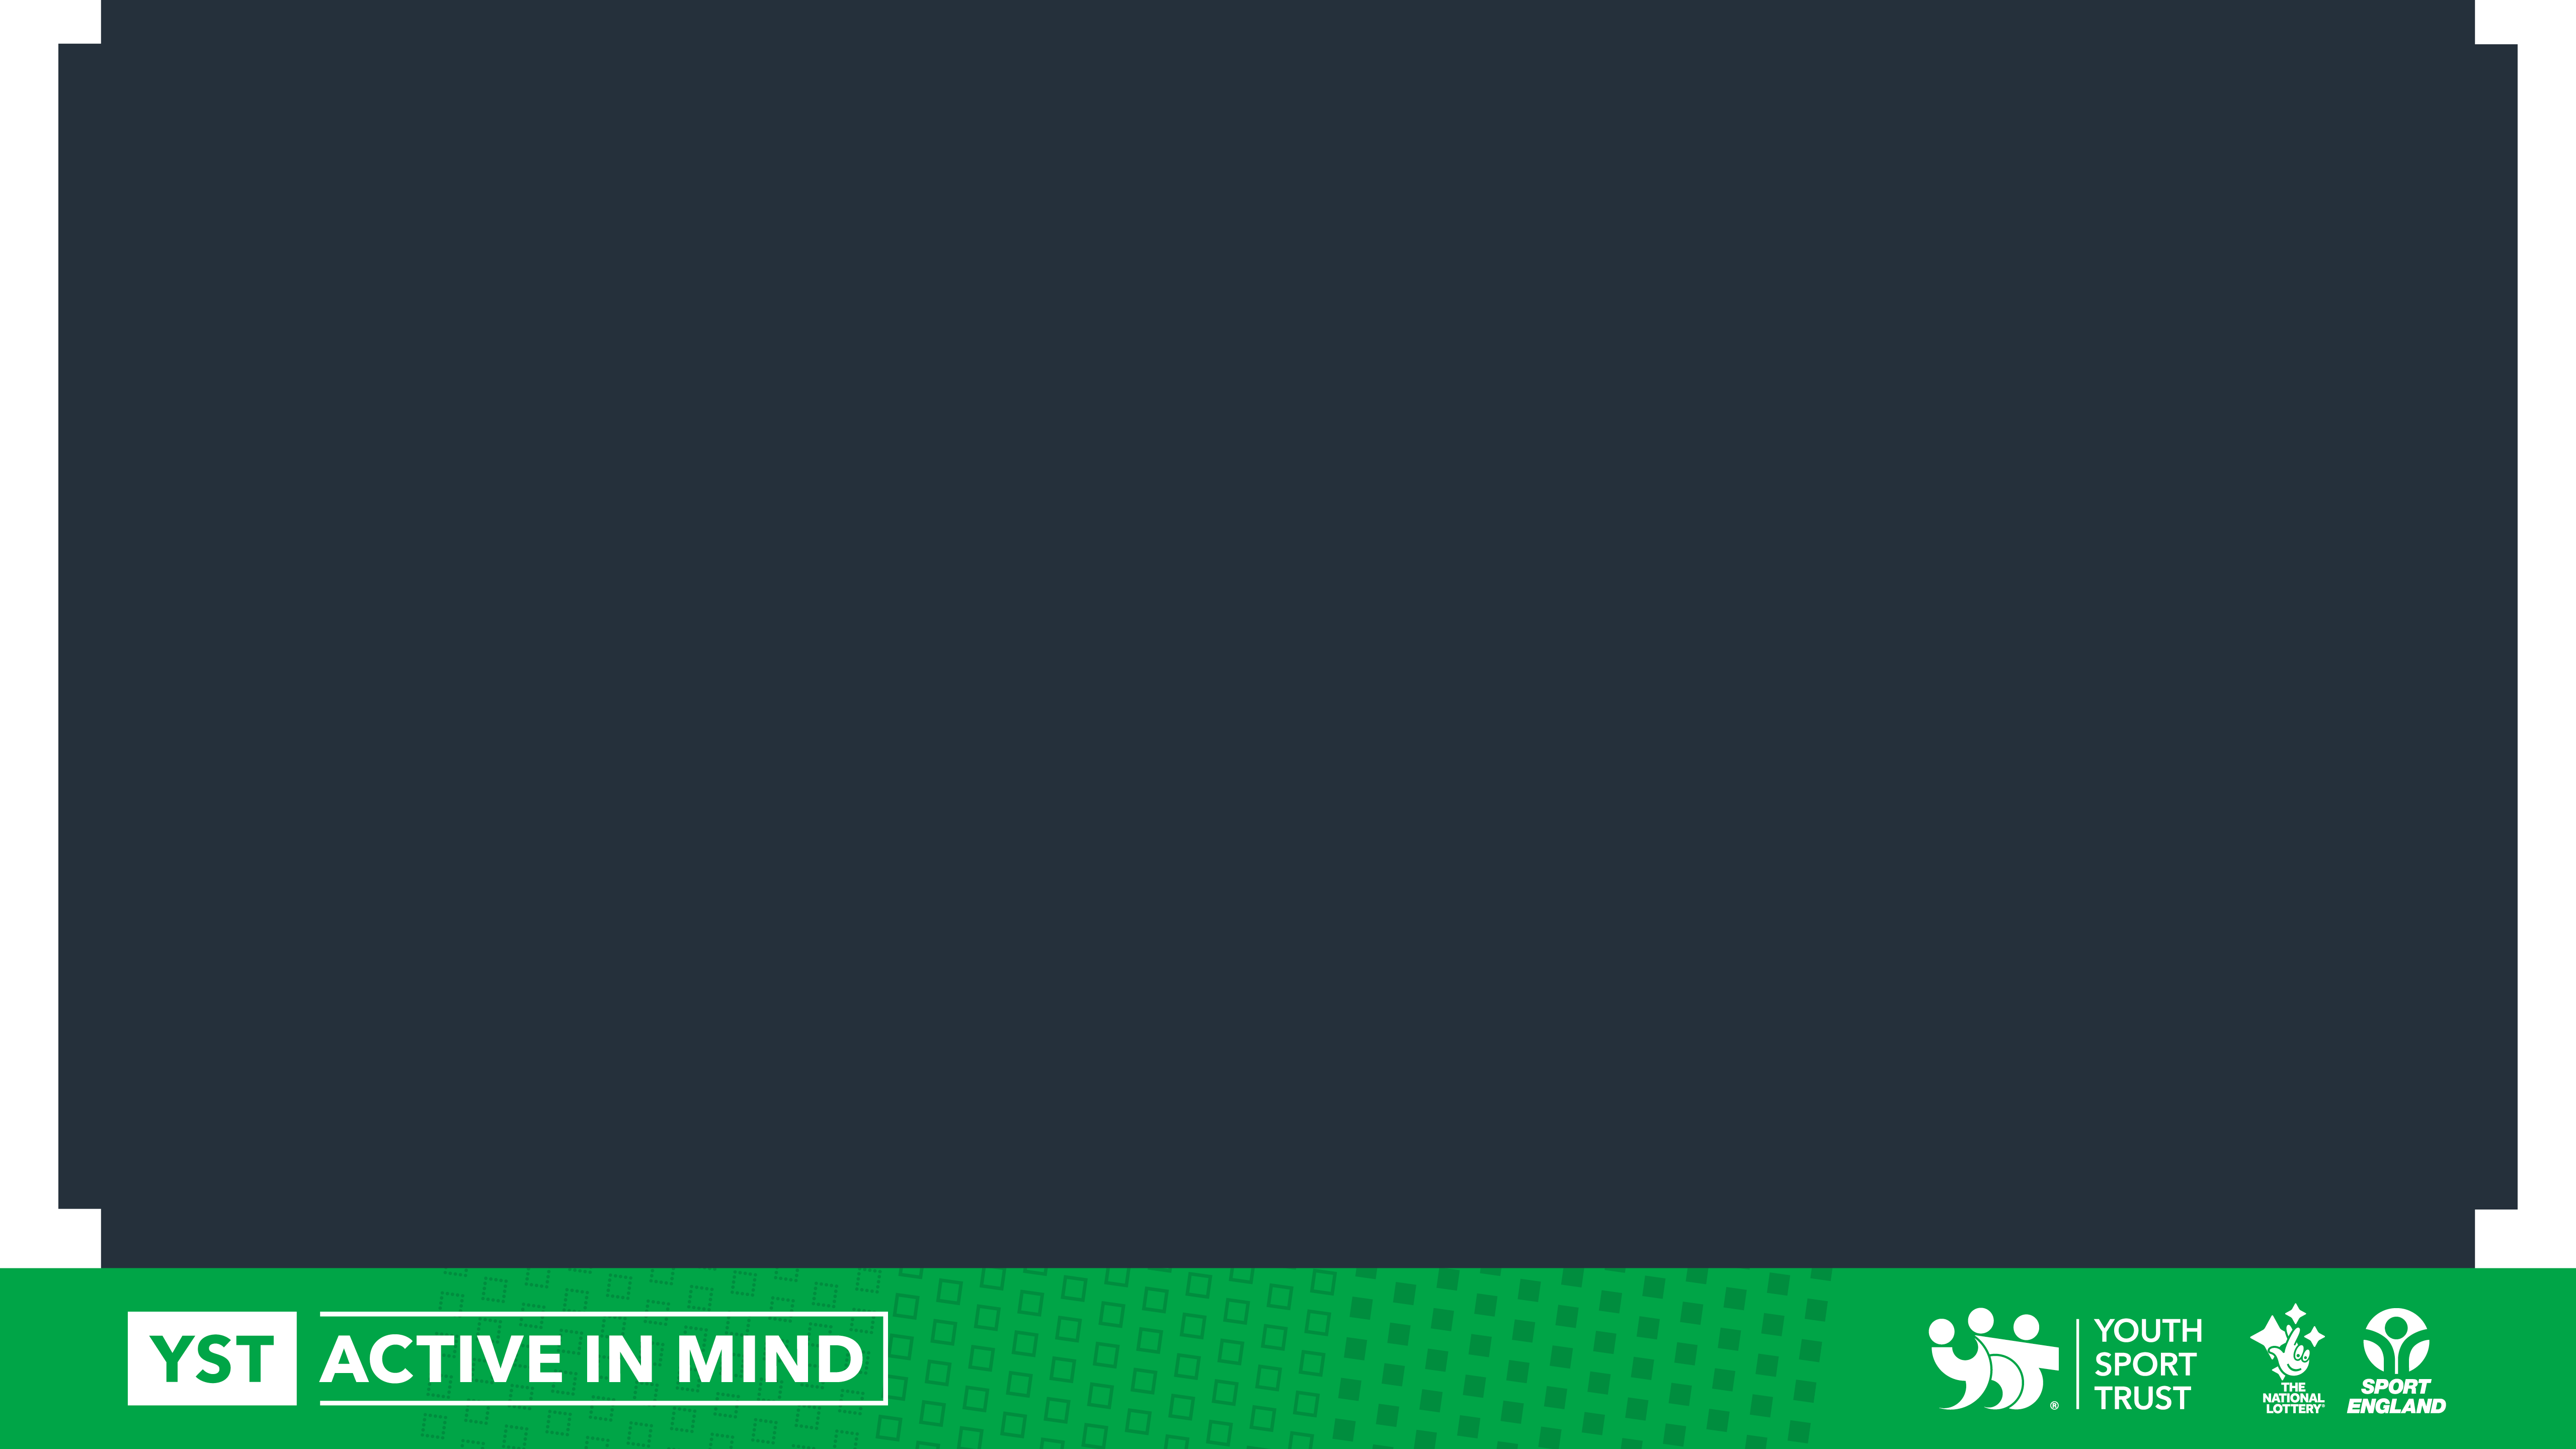 YST ACTIVE IN MIND
YOUTH
SPORT
TRUST
®
THE
NATIONAL
LOTTERY®
SPORT
ENGLAND